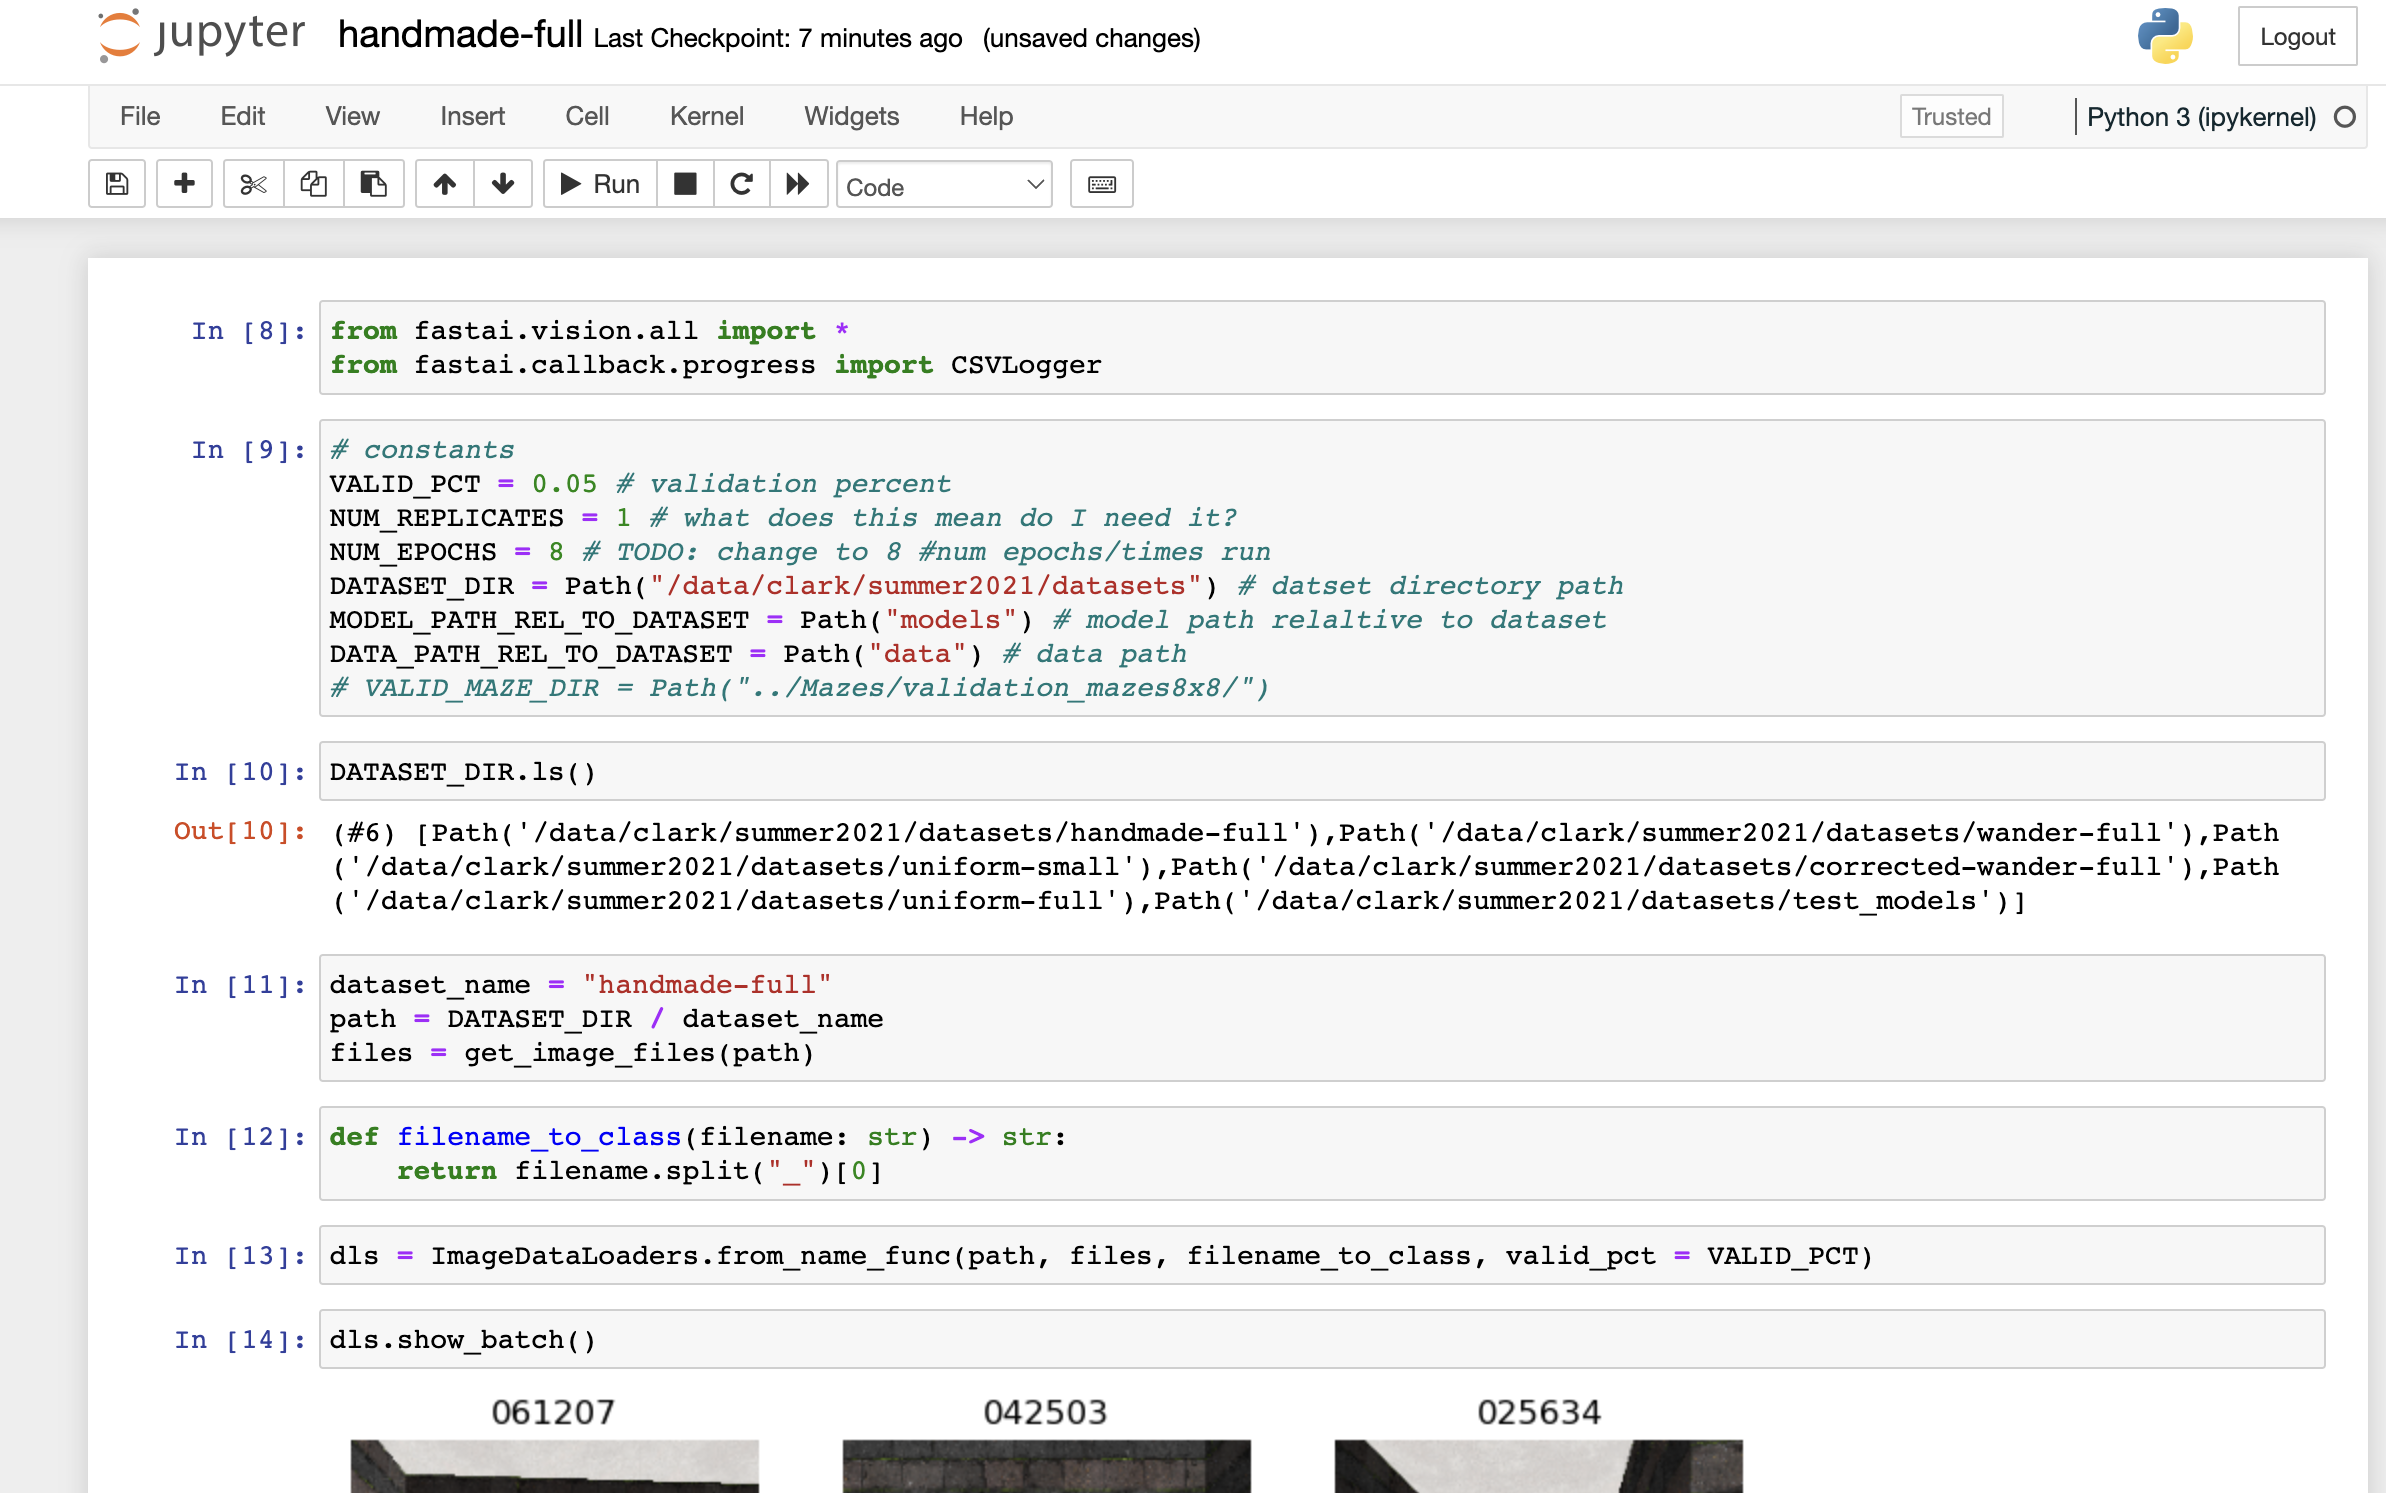 jupyter handmade-full Last Checkpoint: 7 minutes ago (unsaved changes) Logout
File Edit View Insert Cell Kernel Widgets Help Trusted Python 3 (ipykernel)
Run Code
In [8]: from fastai.vision.all import *
from fastai.callback.progress import CSVLogger
In [9]: # constants
VALID_PCT = 0.05 # validation percent
NUM_REPLICATES = 1 # what does this mean do I need it?
NUM_EPOCHS = 8 # TODO: change to 8 #num epochs/times run
DATASET_DIR = Path("/data/clark/summer2021/datasets") # datset directory path
MODEL_PATH_REL_TO_DATASET = Path("models") # model path relaltive to dataset
DATA_PATH_REL_TO_DATASET = Path("data") # data path
# VALID_MAZE_DIR = Path("../Mazes/validation_mazes8x8/")
In [10]: DATASET_DIR.ls()
Out[10]: (#6) [Path('/data/clark/summer2021/datasets/handmade-full'),Path('/data/clark/summer2021/datasets/wander-full'),Path
('/data/clark/summer2021/datasets/uniform-small'),Path('/data/clark/summer2021/datasets/corrected-wander-full'),Path
('/data/clark/summer2021/datasets/uniform-full'),Path('/data/clark/summer2021/datasets/test_models')]
In [11]: dataset_name = "handmade-full"
path = DATASET_DIR / dataset_name
files = get_image_files(path)
In [12]: def filename_to_class(filename: str) -> str:
    return filename.split("_")[0]
In [13]: dls = ImageDataLoaders.from_name_func(path, files, filename_to_class, valid_pct = VALID_PCT)
In [14]: dls.show_batch()
061207 042503 025634